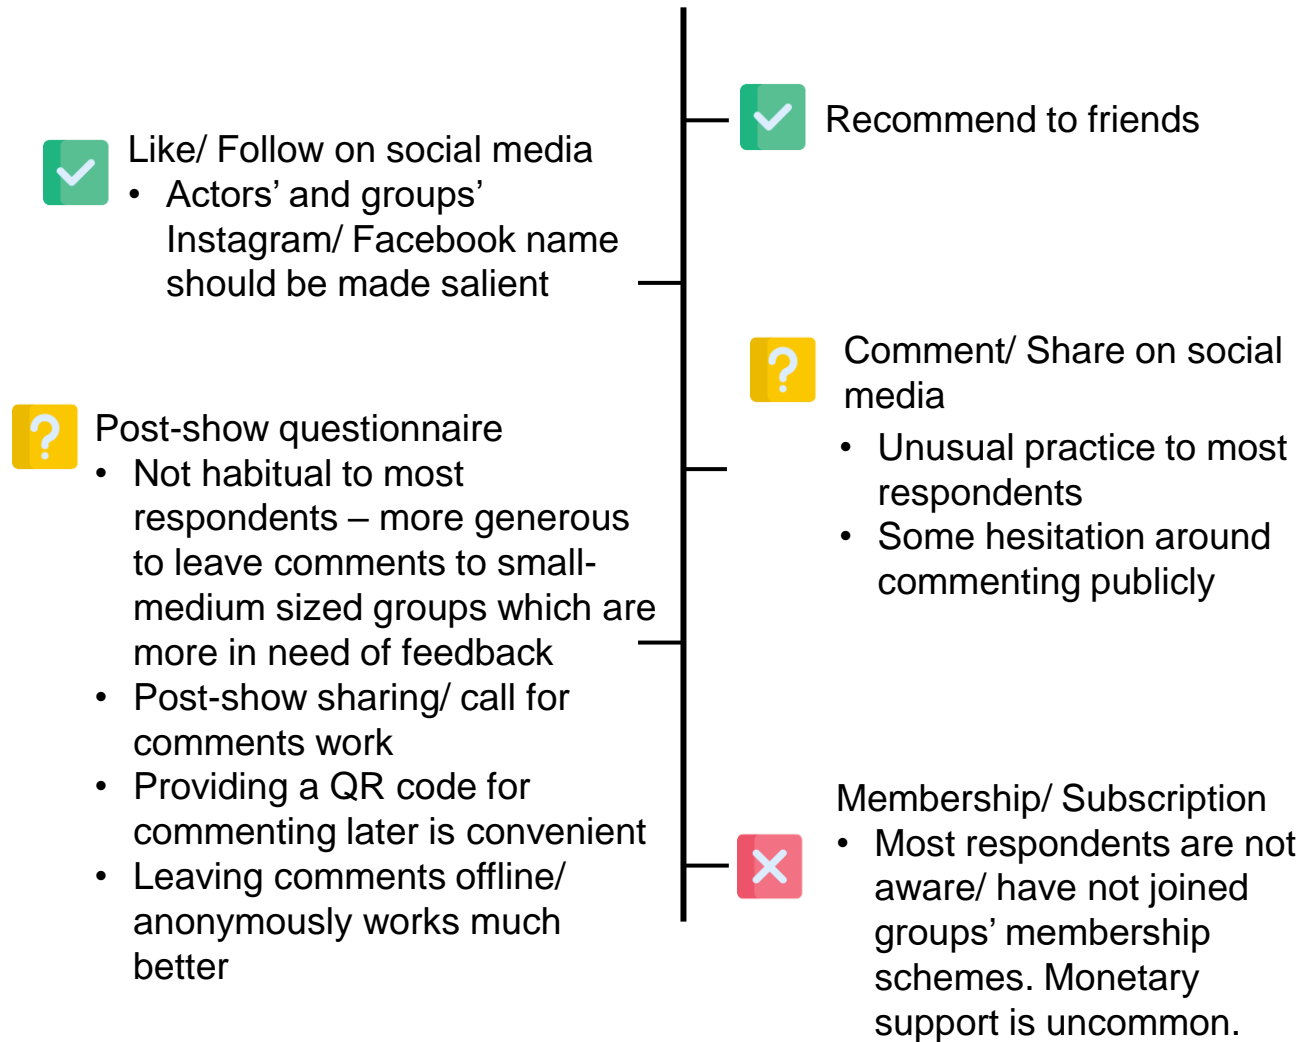 Recommend to friends
Like/ Follow on social media
• Actors’ and groups’
Instagram/ Facebook name
should be made salient
Comment/ Share on social
media
• Unusual practice to most
respondents
• Some hesitation around
commenting publicly
Post-show questionnaire
• Not habitual to most
respondents – more generous
to leave comments to small-
medium sized groups which are
more in need of feedback
• Post-show sharing/ call for
comments work
• Providing a QR code for
commenting later is convenient
• Leaving comments offline/
anonymously works much
better
Membership/ Subscription
• Most respondents are not
aware/ have not joined
groups’ membership
schemes. Monetary
support is uncommon.